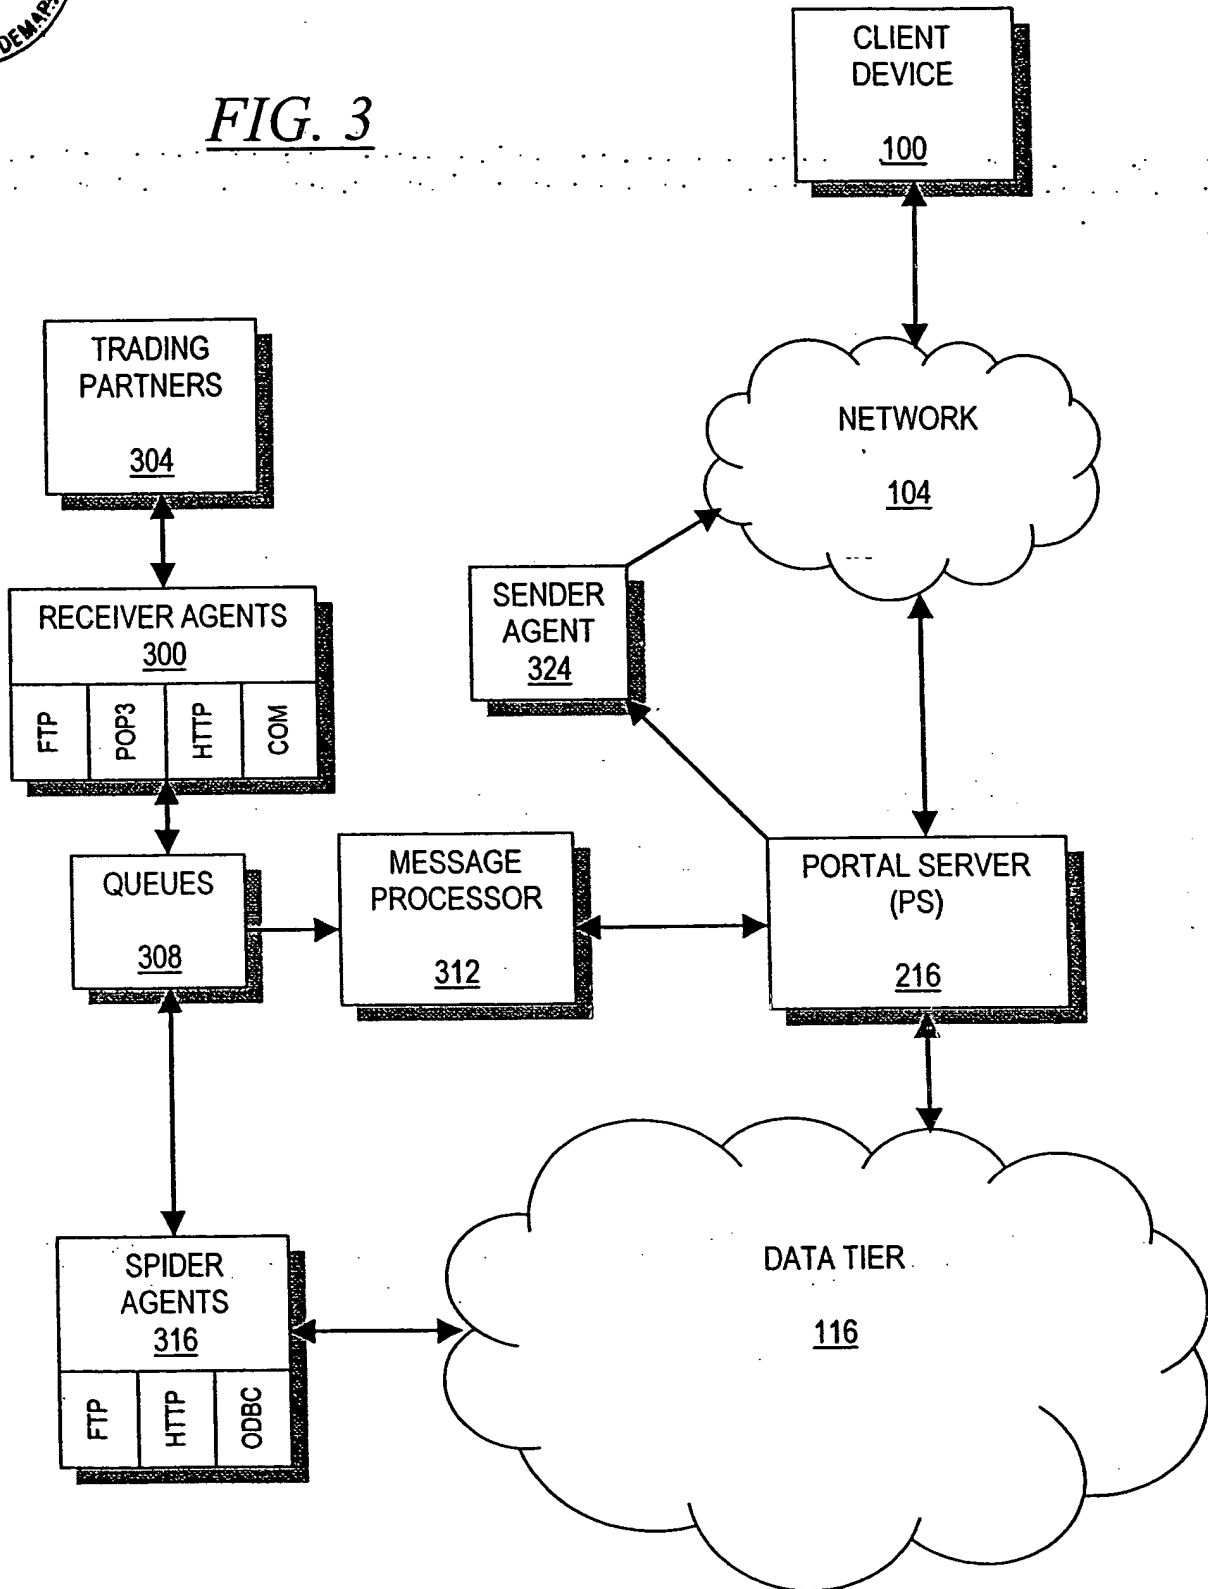 DEMAR
FIG. 3
CLIENT
DEVICE
100
TRADING
PARTNERS
304
NETWORK
104
RECEIVER AGENTS
300
FTP
POP3
HTTP
COM
SENDER
AGENT
324
QUEUES
308
MESSAGE
PROCESSOR
312
PORTAL SERVER
(PS)
216
SPIDER
AGENTS
316
FTP
HTTP
ODBC
DATA TIER
116